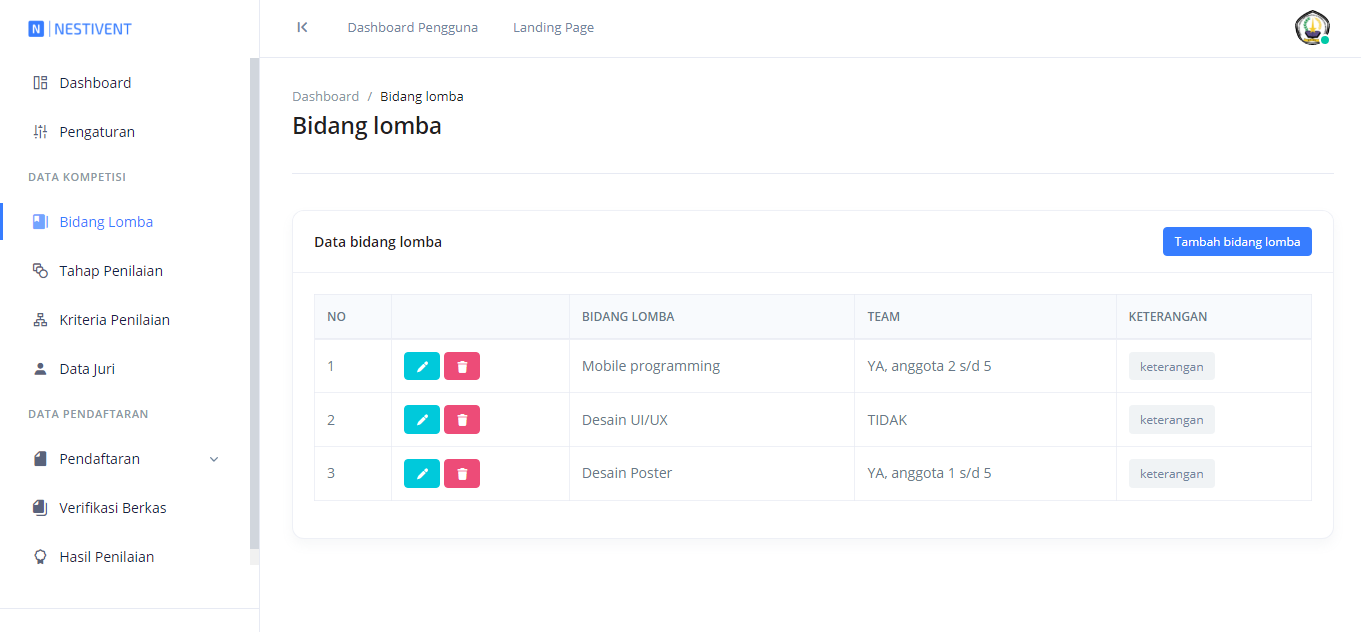 N | NESTIVENT
Dashboard Pengguna
Landing Page
Dashboard
Pengaturan
DATA KOMPETISI
Bidang Lomba
Tahap Penilaian
Kriteria Penilaian
Data Juri
DATA PENDAFTARAN
Pendaftaran
Verifikasi Berkas
Hasil Penilaian
Dashboard / Bidang lomba
Bidang lomba
Data bidang lomba
Tambah bidang lomba
NO BIDANG LOMBA TEAM KETERANGAN
1 Mobile programming YA, anggota 2 s/d 5 keterangan
2 Desain UI/UX TIDAK keterangan
3 Desain Poster YA, anggota 1 s/d 5 keterangan